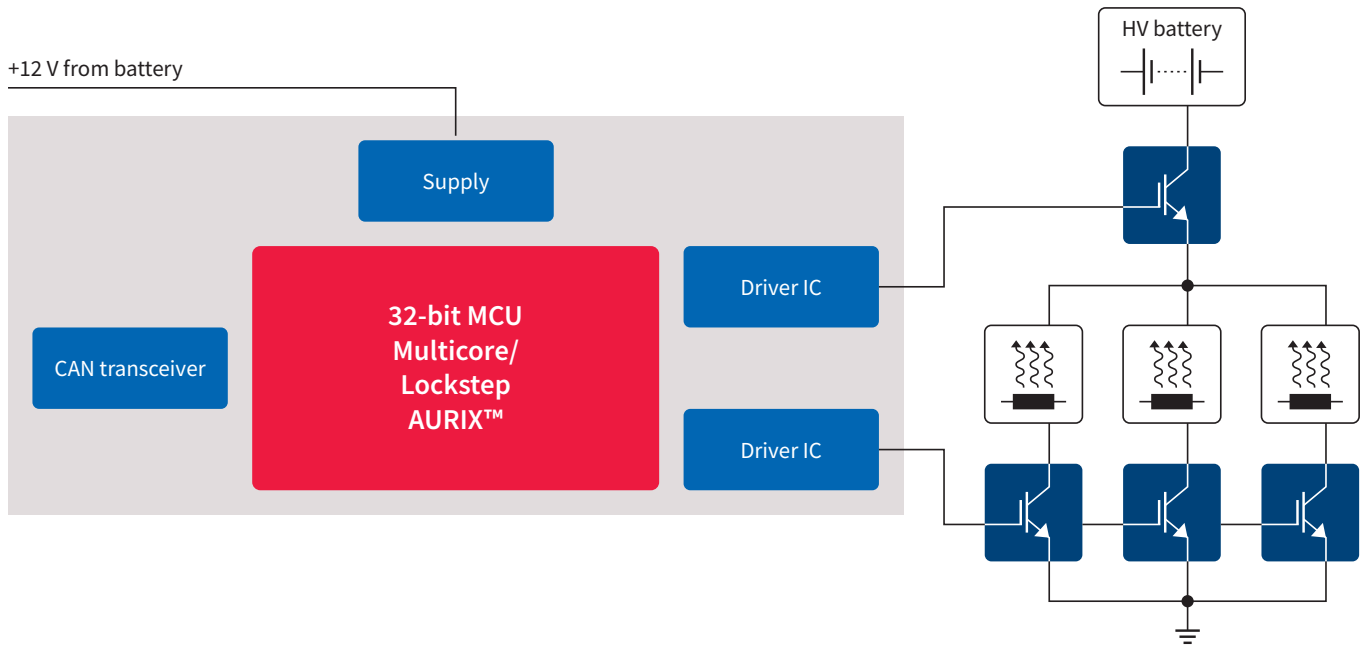 HV battery
+12 V from battery
Supply
Driver IC
32-bit MCU
Multicore/
Lockstep
AURIX™
CAN transceiver
Driver IC